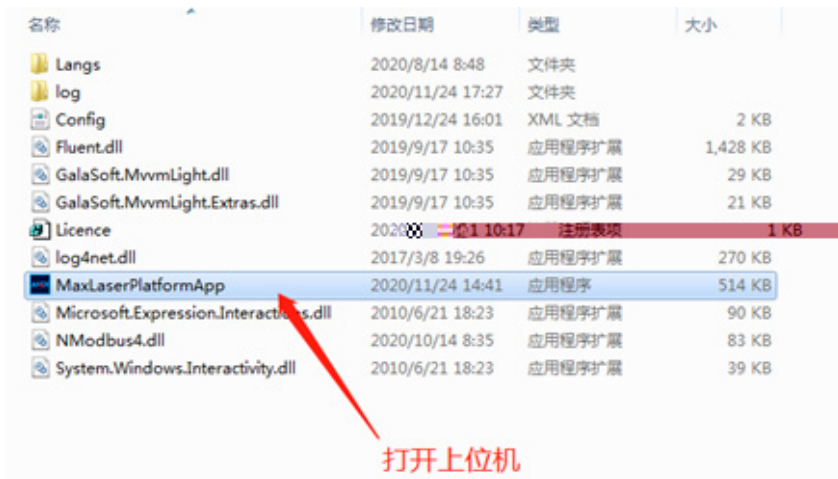 名称 修改日期 类型 大小
Langs 2020/8/14 8:48 文件夹
log 2020/11/24 17:27 文件夹
Config 2019/12/24 16:01 XML 文档 2 KB
Fluent.dll 2019/9/17 10:35 应用程序扩展 1,428 KB
GalaSoft.MvvmLight.dll 2019/9/17 10:35 应用程序扩展 29 KB
GalaSoft.MvvmLight.Extras.dll 2019/9/17 10:35 应用程序扩展 21 KB
Licence 10:17 注册表项 1 KB
log4net.dll 2017/3/8 19:26 应用程序扩展 270 KB
MaxLaserPlatformApp 2020/11/24 14:41 应用程序 514 KB
Microsoft.Expression.Interactions.dll 2010/6/21 18:23 应用程序扩展 90 KB
NModbus4.dll 2020/10/14 8:35 应用程序扩展 83 KB
System.Windows.Interactivity.dll 2010/6/21 18:23 应用程序扩展 39 KB
打开上位机